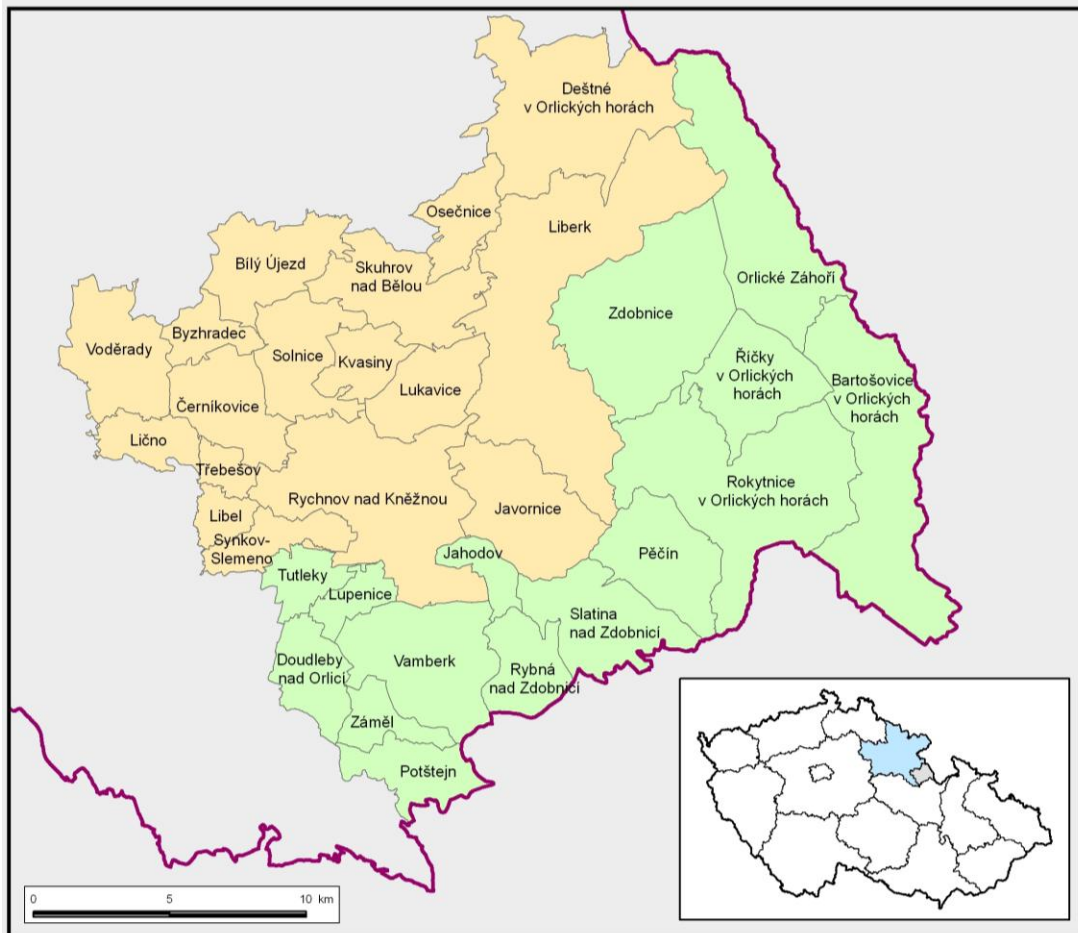 Deštné
v Orlických horách
Osečnice
Liberk
Bílý Újezd
Skuhrov
nad Bělou
Orlické Záhoří
Zdobnice
Byzhradec
Voděrady
Solnice
Kvasiny
Říčky
v Orlických
horách
Lukavice
Bartošovice
v Orlických
horách
Černíkovice
Lično
Třebešov
Rokytnice
v Orlických horách
Rychnov nad Kněžnou
Javornice
Libel
Synkov-
Slemeno
Jahodov
Pěčín
Tutleky
Lupenice
Slatina
nad Zdobnicí
Doudleby
nad Orlicí
Vamberk
Rybná
nad Zdobnicí
Záměl
Potštejn
0 5 10 km